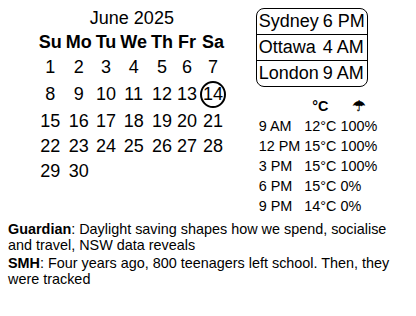 June 2025
Su Mo Tu We Th Fr Sa
1 2 3 4 5 6 7
8 9 10 11 12 13 14
15 16 17 18 19 20 21
22 23 24 25 26 27 28
29 30
Sydney 6 PM
Ottawa 4 AM
London 9 AM
°C ☂
9 AM 12°C 100%
12 PM 15°C 100%
3 PM 15°C 100%
6 PM 15°C 0%
9 PM 14°C 0%
Guardian: Daylight saving shapes how we spend, socialise
and travel, NSW data reveals
SMH: Four years ago, 800 teenagers left school. Then, they
were tracked